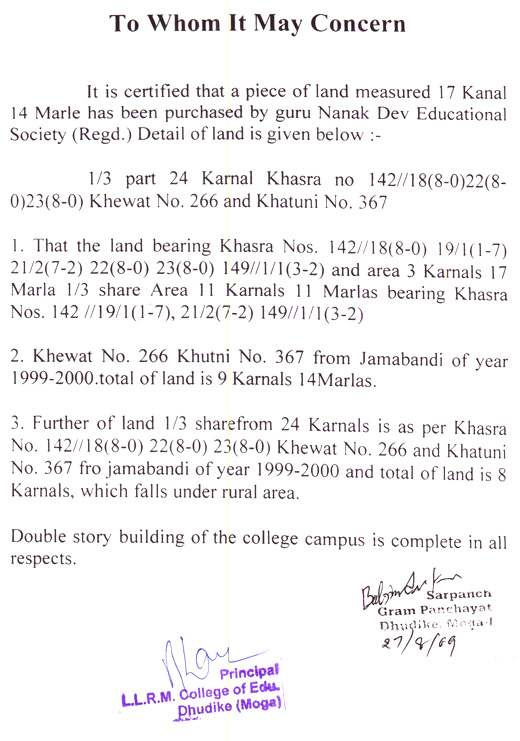 To Whom It May Concern
It is certified that a piece of land measured 17 Kanal
14 Marle has been purchased by guru Nanak Dev Educational
Society (Regd.) Detail of land is given below :-
1/3 part 24 Karnal Khasra no 142//18(8-0)22(8-
0)23(8-0) Khewat No. 266 and Khatuni No. 367
1. That the land bearing Khasra Nos. 142//18(8-0) 19/1(1-7)
21/2(7-2) 22(8-0) 23(8-0) 149//1/1(3-2) and area 3 Karnals 17
Marla 1/3 share Area 11 Karnals 11 Marlas bearing Khasra
Nos. 142 //19/1(1-7), 21/2(7-2) 149//1/1(3-2)
2. Khewat No. 266 Khutni No. 367 from Jamabandi of year
1999-2000.total of land is 9 Karnals 14Marlas.
3. Further of land 1/3 sharefrom 24 Karnals is as per Khasra
No. 142//18(8-0) 22(8-0) 23(8-0) Khewat No. 266 and Khatuni
No. 367 fro jamabandi of year 1999-2000 and total of land is 8
Karnals, which falls under rural area.
Double story building of the college campus is complete in all
respects.
Sarpanch
Gram Panchayat
Dhudike, Moga-I
27/8/09
Principal
L.L.R.M. College of Edu.
Dhudike (Moga)